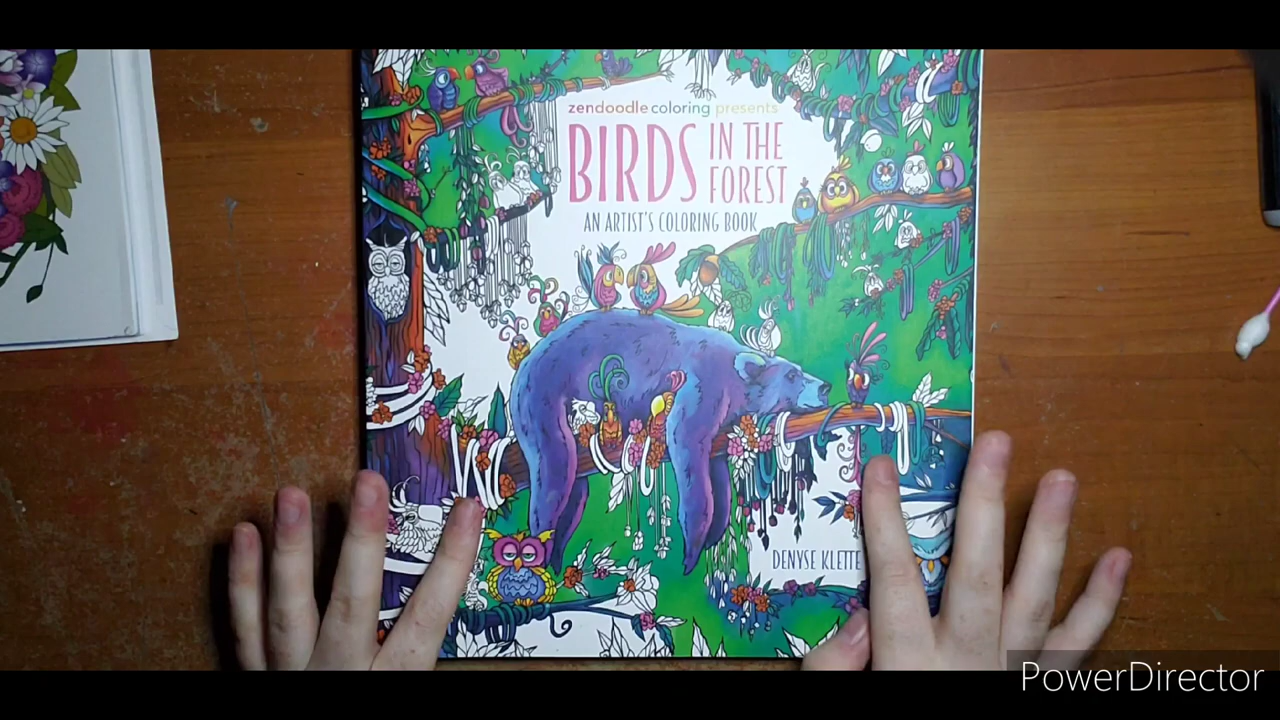 zendoodle coloring presents
BIRDS IN THE
FOREST
AN ARTIST'S COLORING BOOK
DENYSE KLETTE
PowerDirector